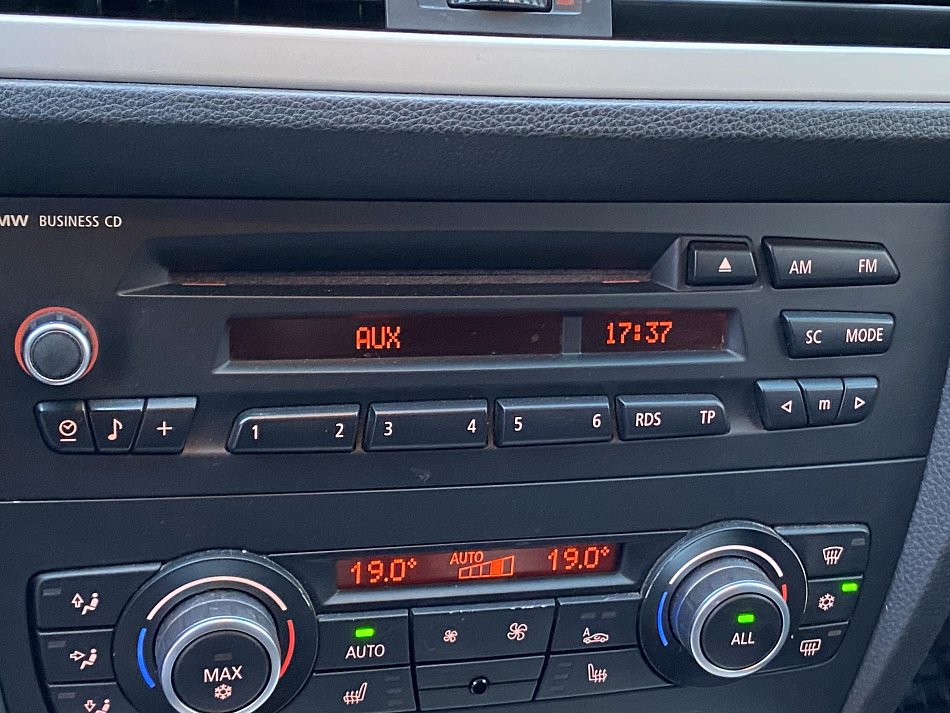 BMW BUSINESS CD
AM FM
AUX 17:37
SC MODE
1 2 3 4 5 6 RDS TP m
+
19.0° AUTO 19.0°
AUTO
A
MAX
ALL